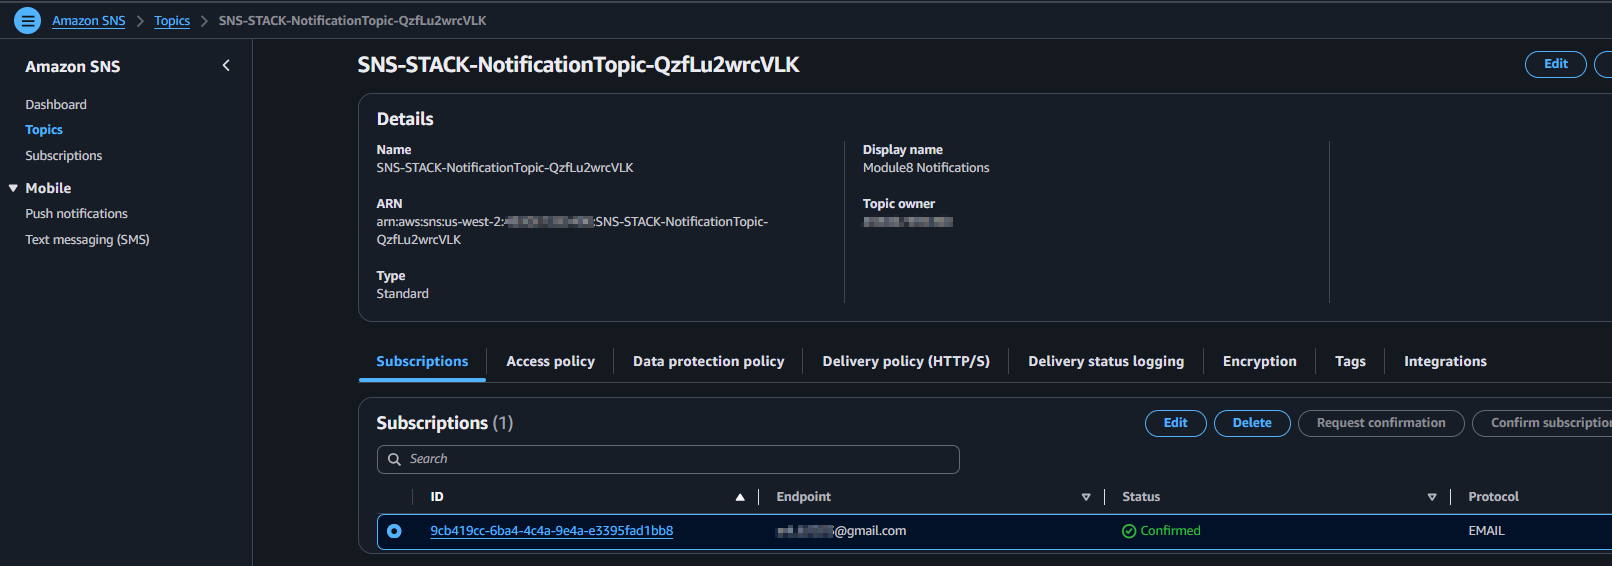 Amazon SNS > Topics > SNS-STACK-NotificationTopic-QzfLu2wrcVLK
Amazon SNS
Dashboard
Topics
Subscriptions
Mobile
Push notifications
Text messaging (SMS)
SNS-STACK-NotificationTopic-QzfLu2wrcVLK
Edit
Details
Name
SNS-STACK-NotificationTopic-QzfLu2wrcVLK
ARN
arn:aws:sns:us-west-2: :SNS-STACK-NotificationTopic-
QzfLu2wrcVLK
Type
Standard
Display name
Module8 Notifications
Topic owner
Subscriptions Access policy Data protection policy Delivery policy (HTTP/S) Delivery status logging Encryption Tags Integrations
Subscriptions (1)
Edit Delete Request confirmation Confirm subscription
Search
ID Endpoint Status Protocol
9cb419cc-6ba4-4c4a-9e4a-e3395fad1bb8 @gmail.com Confirmed EMAIL